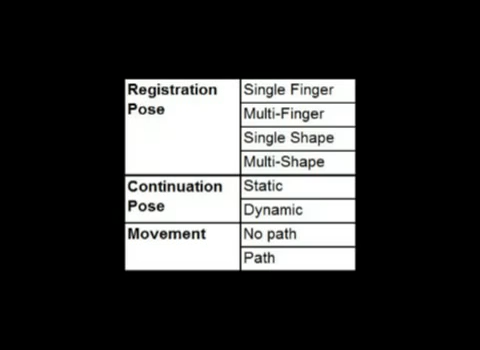 Registration Pose
Single Finger
Multi-Finger
Single Shape
Multi-Shape
Continuation Pose
Static
Dynamic
Movement
No path
Path